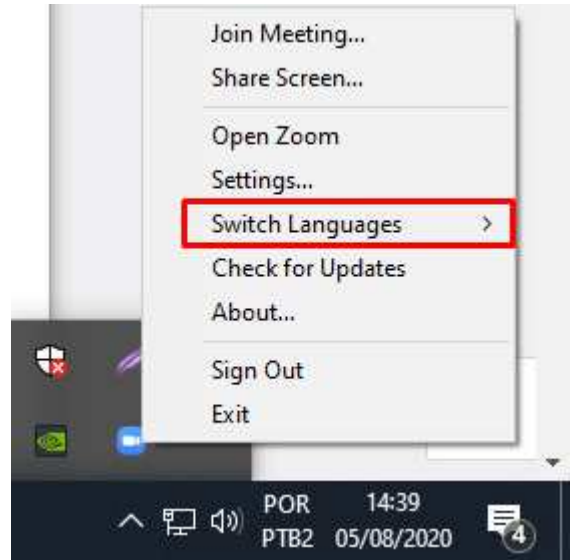 Join Meeting...
Share Screen...
Open Zoom
Settings...
Switch Languages
Check for Updates
About...
Sign Out
Exit
POR 14:39
PTB2 05/08/2020
4